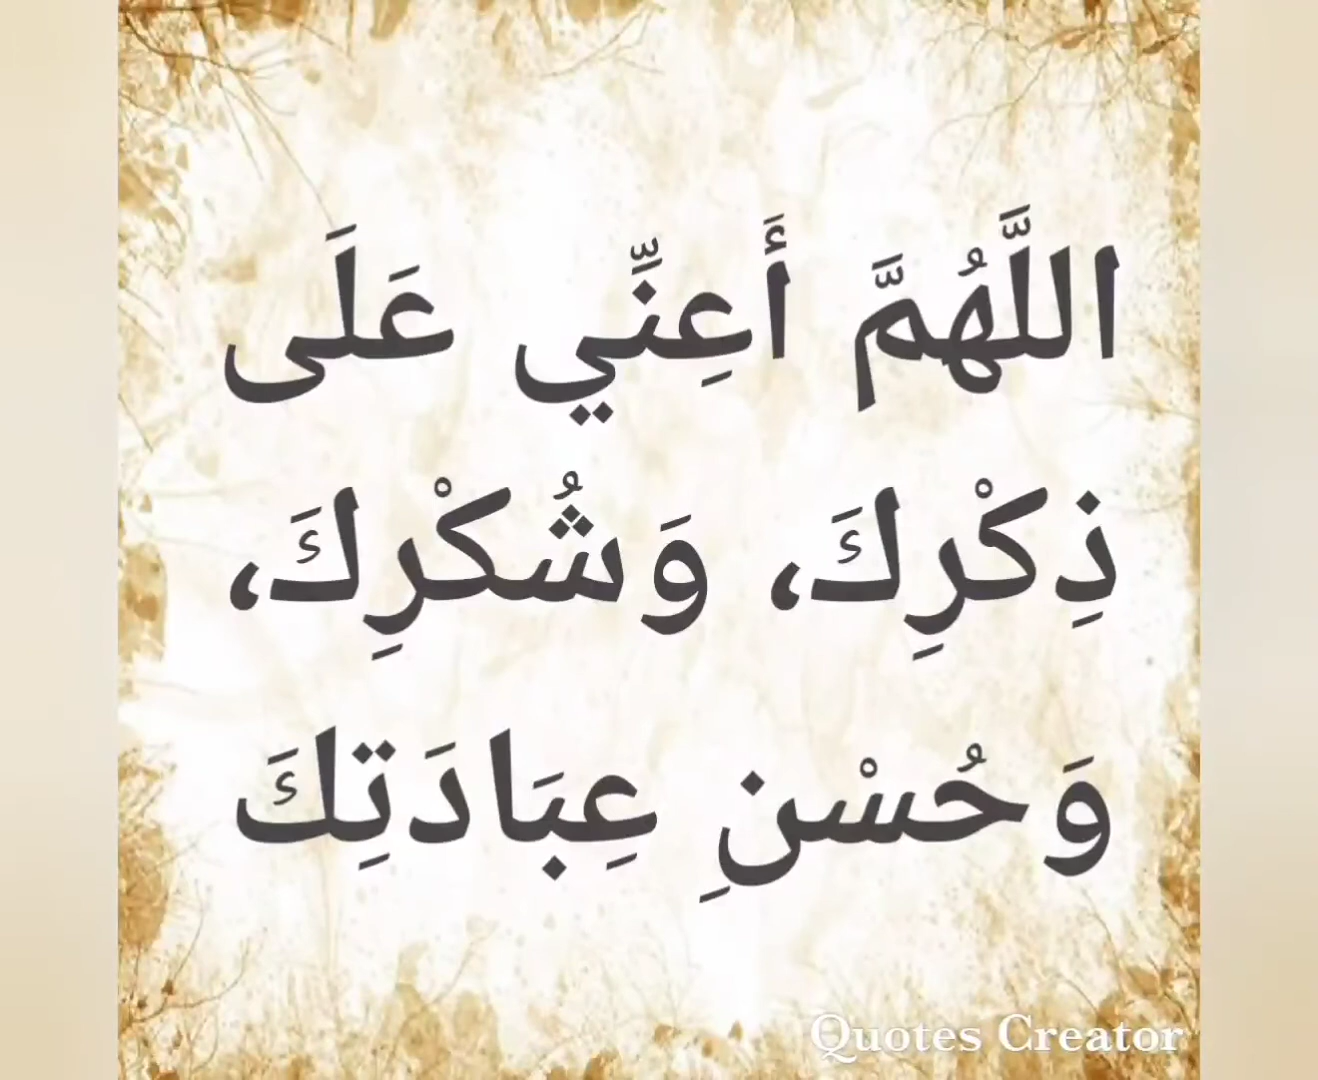 اللَّهُمَّ أَعِنِّي عَلَى
ذِكْرِكَ، وَشُكْرِكَ،
وَحُسْنِ عِبَادَتِكَ
Quotes Creator